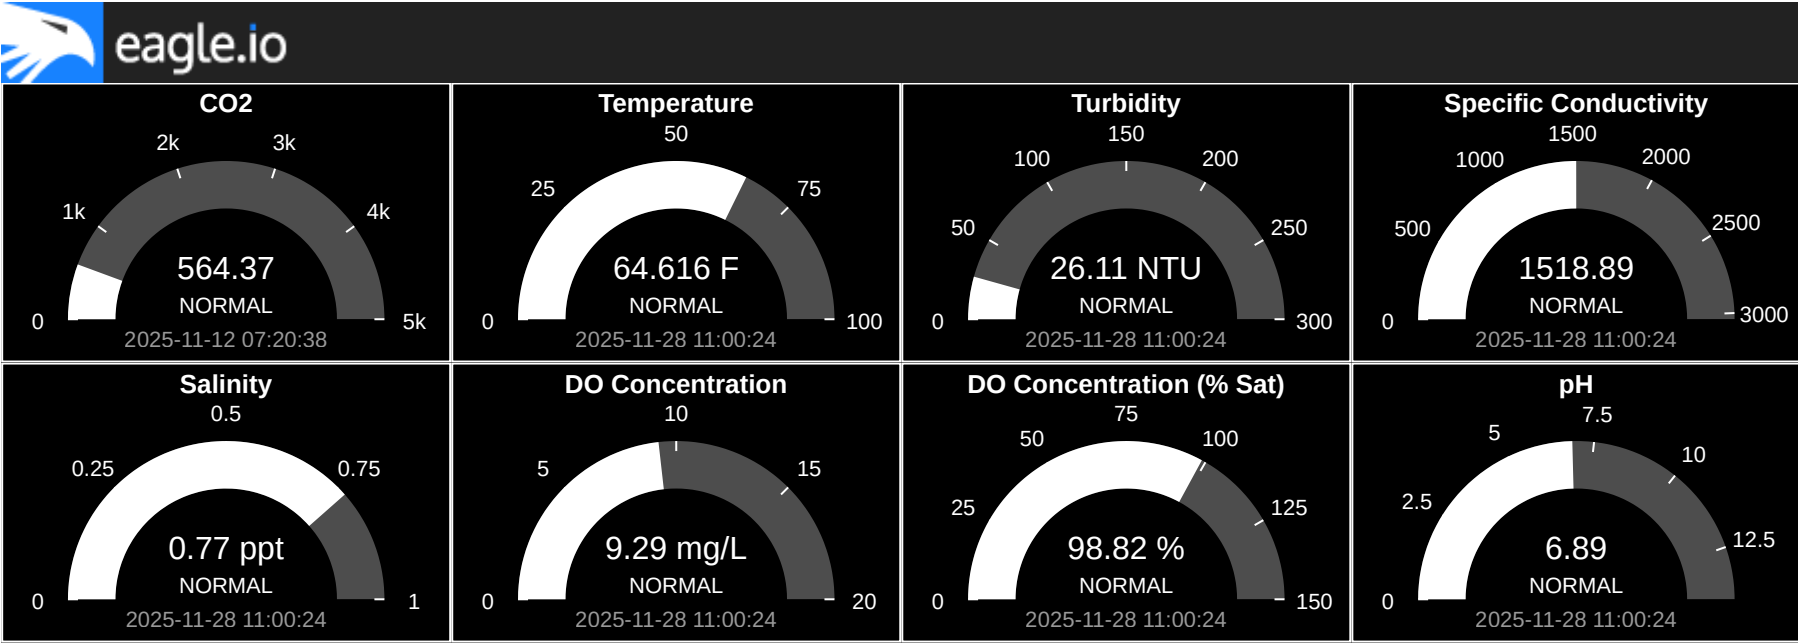 eagle.io
CO2
2k 3k
1k 4k
564.37
NORMAL
0 5k
2025-11-12 07:20:38
Temperature
50
25 75
64.616 F
NORMAL
0 100
2025-11-28 11:00:24
Turbidity
150
100 200
50 250
26.11 NTU
NORMAL
0 300
2025-11-28 11:00:24
Specific Conductivity
1500
1000 2000
500 2500
1518.89
NORMAL
0 3000
2025-11-28 11:00:24
Salinity
0.5
0.25 0.75
0.77 ppt
NORMAL
0 1
2025-11-28 11:00:24
DO Concentration
10
5 15
9.29 mg/L
NORMAL
0 20
2025-11-28 11:00:24
DO Concentration (% Sat)
75
50 100
25 125
98.82 %
NORMAL
0 150
2025-11-28 11:00:24
pH
7.5
5 10
2.5 12.5
6.89
NORMAL
0
2025-11-28 11:00:24